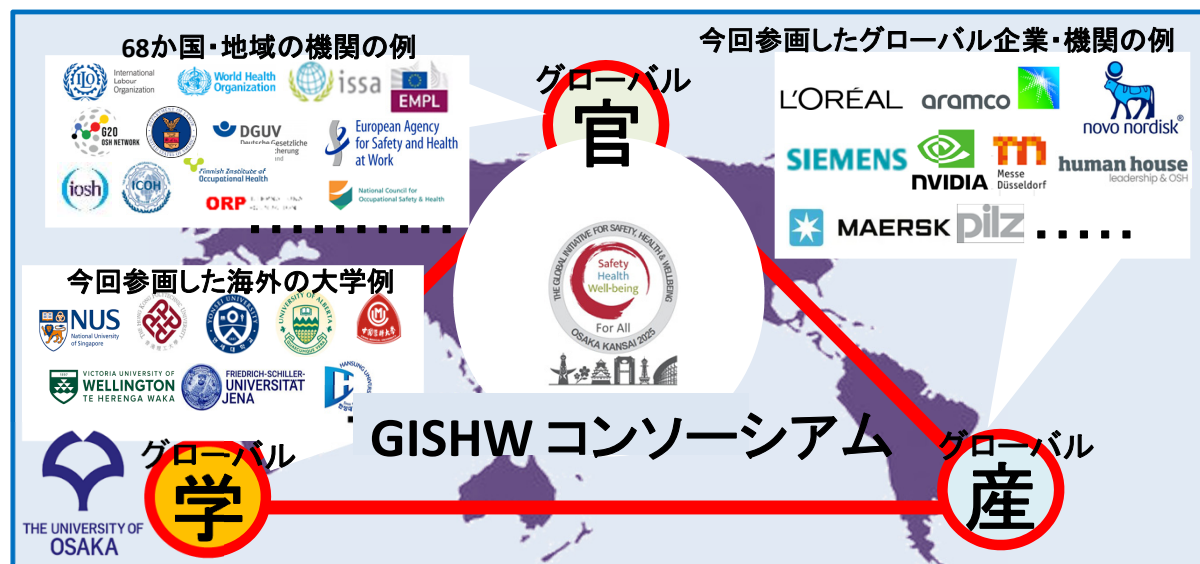 68か国・地域の機関の例
International
Labour
Organization
World Health
Organization
issa
EMPL
G20
OSH NETWORK
DGUV
European Agency
for Safety and Health
at Work
iosh
ICOH
Finnish Institute of
Occupational Health
ORP
National Council for
Occupational Safety & Health
..........
グローバル
官
今回参画したグローバル企業・機関の例
L'ORÉAL
aramco
novo nordisk®
SIEMENS
NVIDIA
Messe
Düsseldorf
human house
leadership & OSH
MAERSK
pilz
.....
今回参画した海外の大学例
NUS
National University
of Singapore
YONSEI UNIVERSITY
UNIVERSITY OF ALBERTA
VICTORIA UNIVERSITY OF
WELLINGTON
TE HERENGA WAKA
FRIEDRICH-SCHILLER-
UNIVERSITÄT
JENA
THE GLOBAL INITIATIVE FOR SAFETY, HEALTH & WELLBEING
Safety
Health
Well-being
For All
OSAKA KANSAI 2025
GISHW コンソーシアム
グローバル
学
THE UNIVERSITY OF
OSAKA
グローバル
産